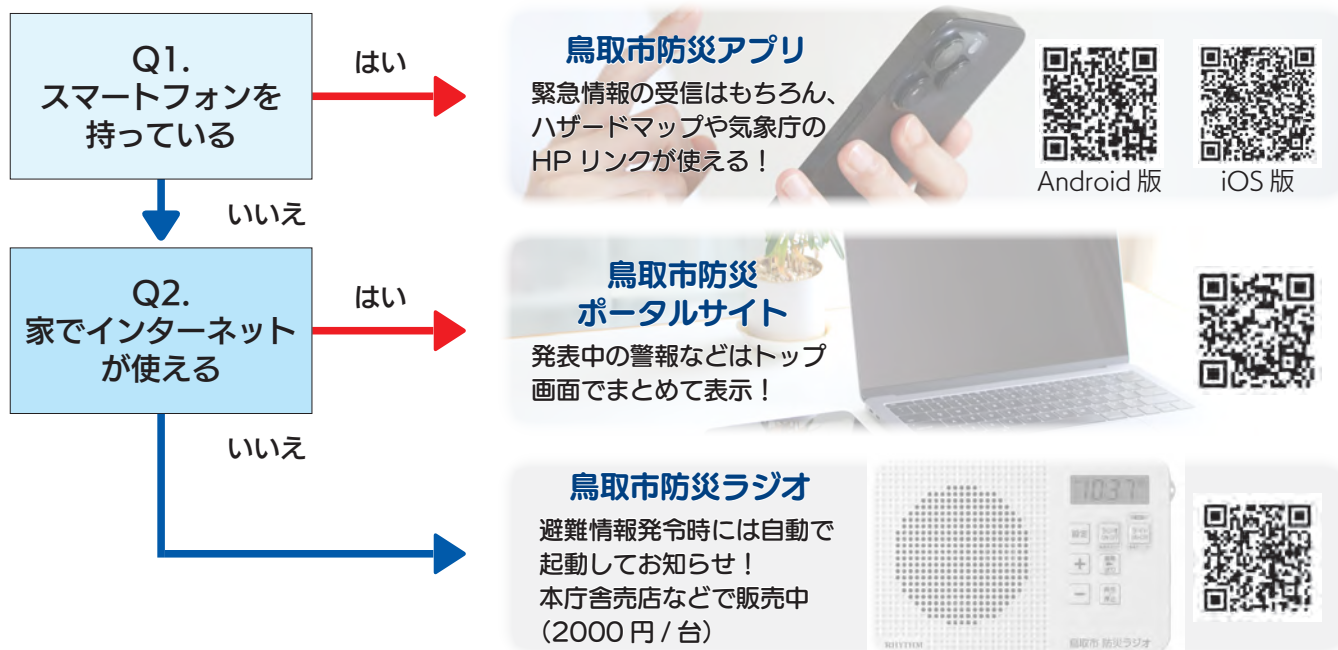 Q1.
スマートフォンを
持っている
はい
鳥取市防災アプリ
緊急情報の受信はもちろん、
ハザードマップや気象庁の
HP リンクが使える！
Android 版
iOS 版
いいえ
Q2.
家でインターネット
が使える
はい
鳥取市防災
ポータルサイト
発表中の警報などはトップ
画面でまとめて表示！
いいえ
鳥取市防災ラジオ
避難情報発令時には自動で
起動してお知らせ！
本庁舎売店などで販売中
（2000 円 / 台）
10:37
RHYTHM
鳥取市 防災ラジオ